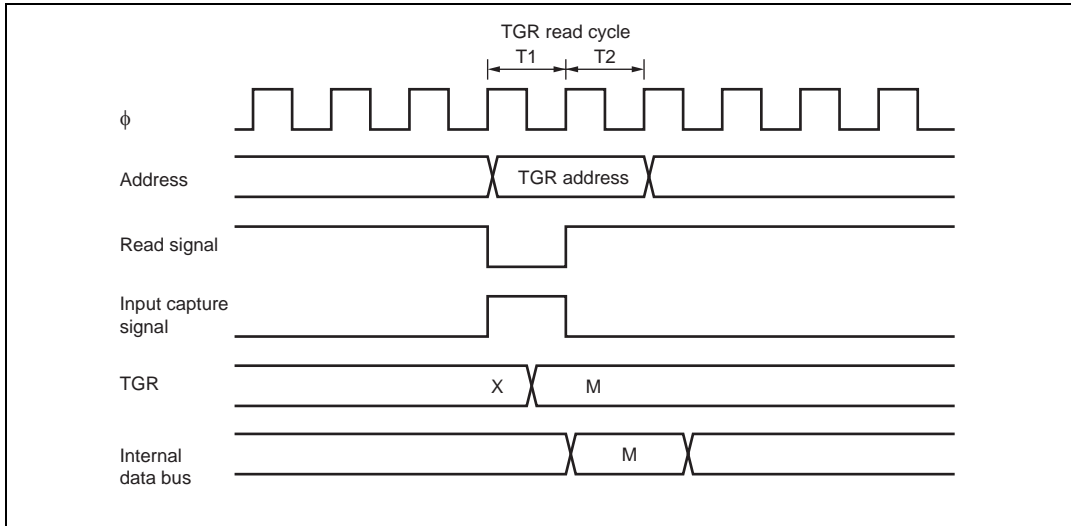 TGR read cycle
T1 T2
ϕ
Address
TGR address
Read signal
Input capture
signal
TGR
X M
Internal
data bus
M